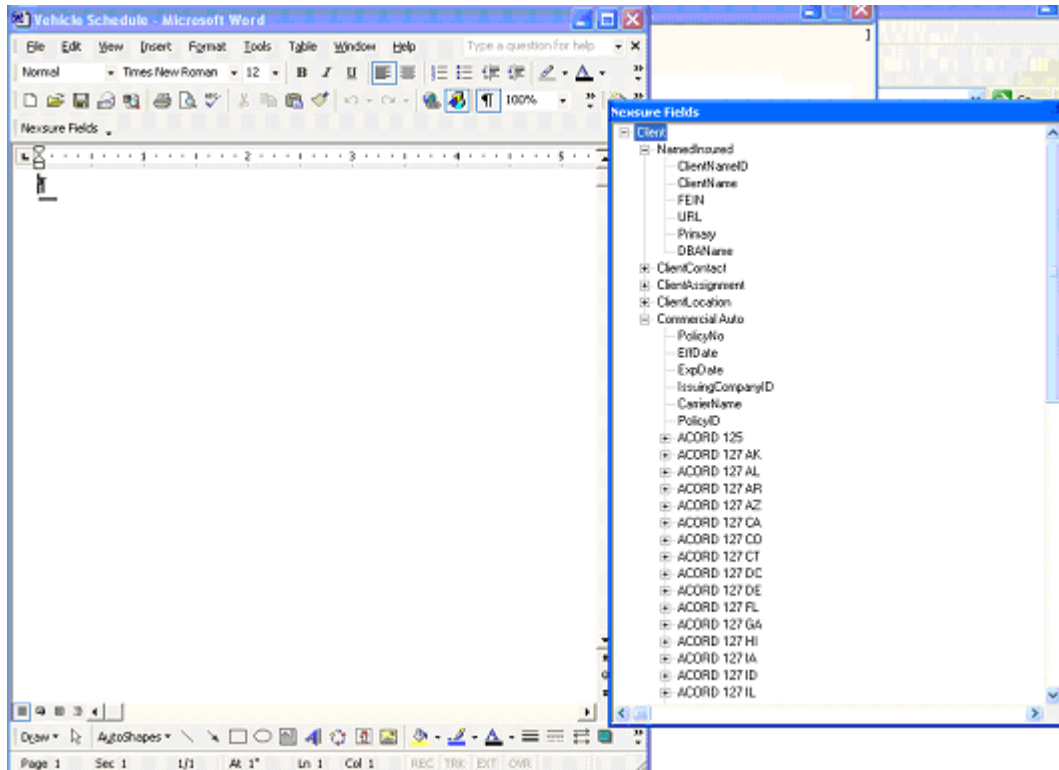 Vehicle Schedule - Microsoft Word
File Edit View Insert Format Tools Table Window Help Type a question for help
Normal Times New Roman 12 B I U
100%
Nexsure Fields
1 2 3 4 5
Nexsure Fields
Client
NamedInsured
ClientNameID
ClientName
FEIN
URL
Primary
DBAName
ClientContact
ClientAssignment
ClientLocation
Commercial Auto
PolicyNo
EffDate
ExpDate
IssuingCompanyID
CarrierName
PolicyID
ACORD 125
ACORD 127 AK
ACORD 127 AL
ACORD 127 AR
ACORD 127 AZ
ACORD 127 CA
ACORD 127 CO
ACORD 127 CT
ACORD 127 DC
ACORD 127 DE
ACORD 127 FL
ACORD 127 GA
ACORD 127 HI
ACORD 127 IA
ACORD 127 ID
ACORD 127 IL
Draw AutoShapes
Page 1 Sec 1 1/1 At 1" Ln 1 Col 1 REC TRK EXT OVR